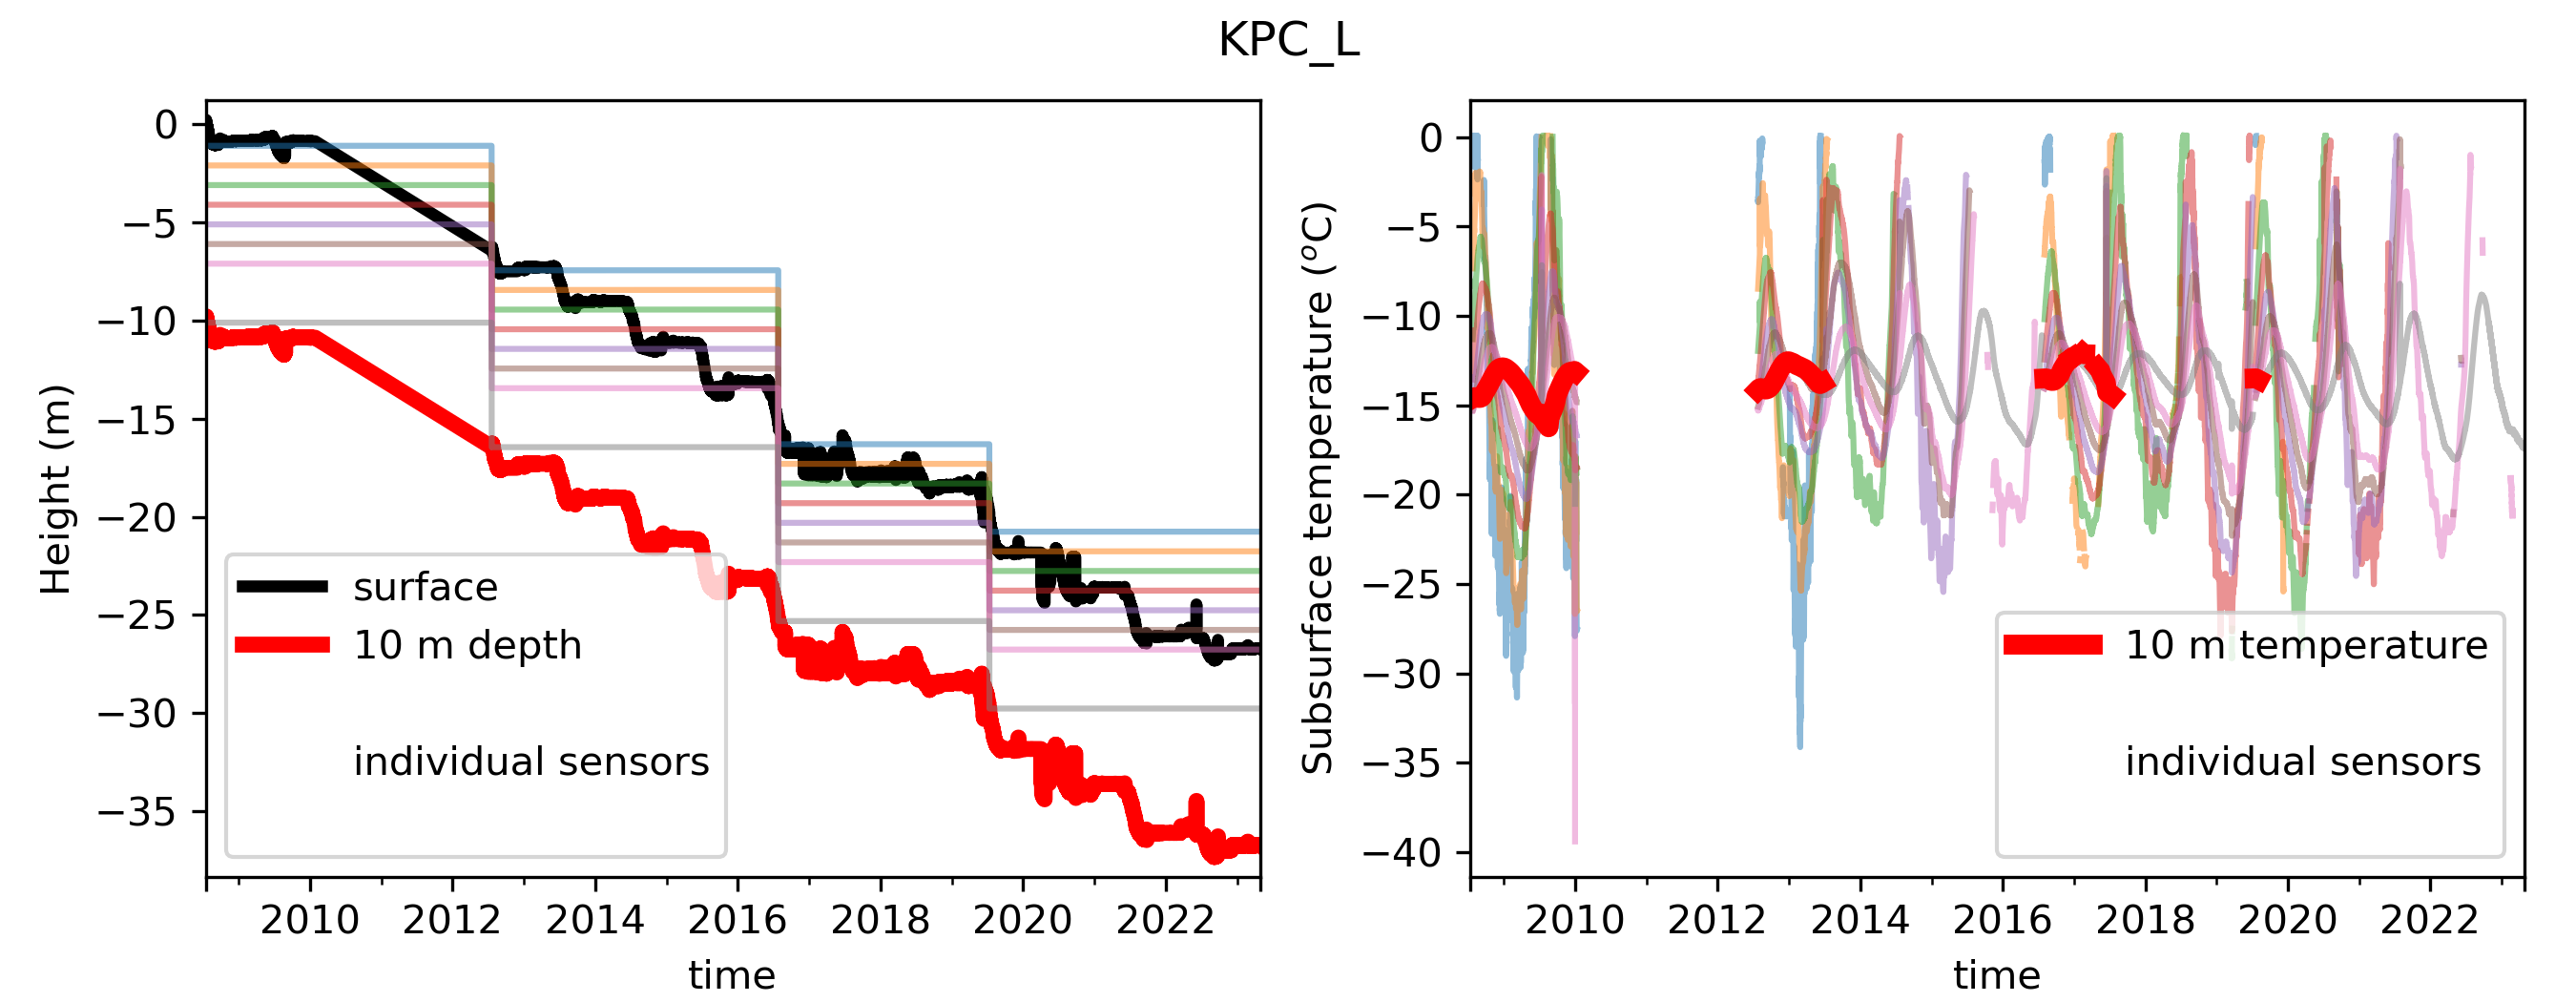 KPC_L
Height (m)
0
−5
−10
−15
−20
−25
−30
−35
surface
10 m depth
individual sensors
2010 2012 2014 2016 2018 2020 2022
time
Subsurface temperature (°C)
0
−5
−10
−15
−20
−25
−30
−35
−40
10 m temperature
individual sensors
2010 2012 2014 2016 2018 2020 2022
time